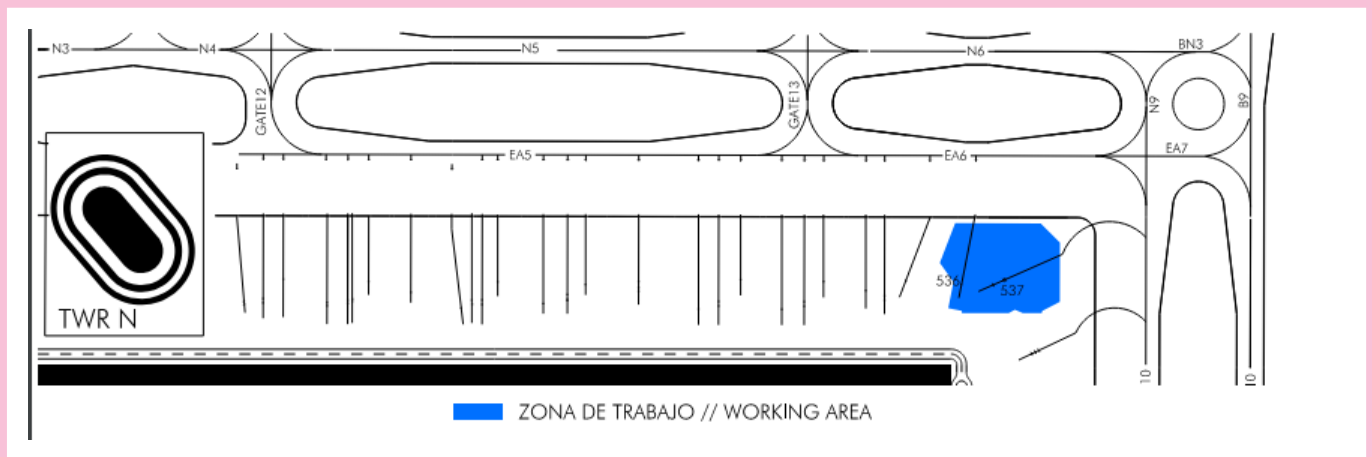 N3 N4 N5 N6 BN3
GATE12 GATE13 N9 B9
EA5 EA6 EA7
536
537
TWR N
10
ZONA DE TRABAJO // WORKING AREA